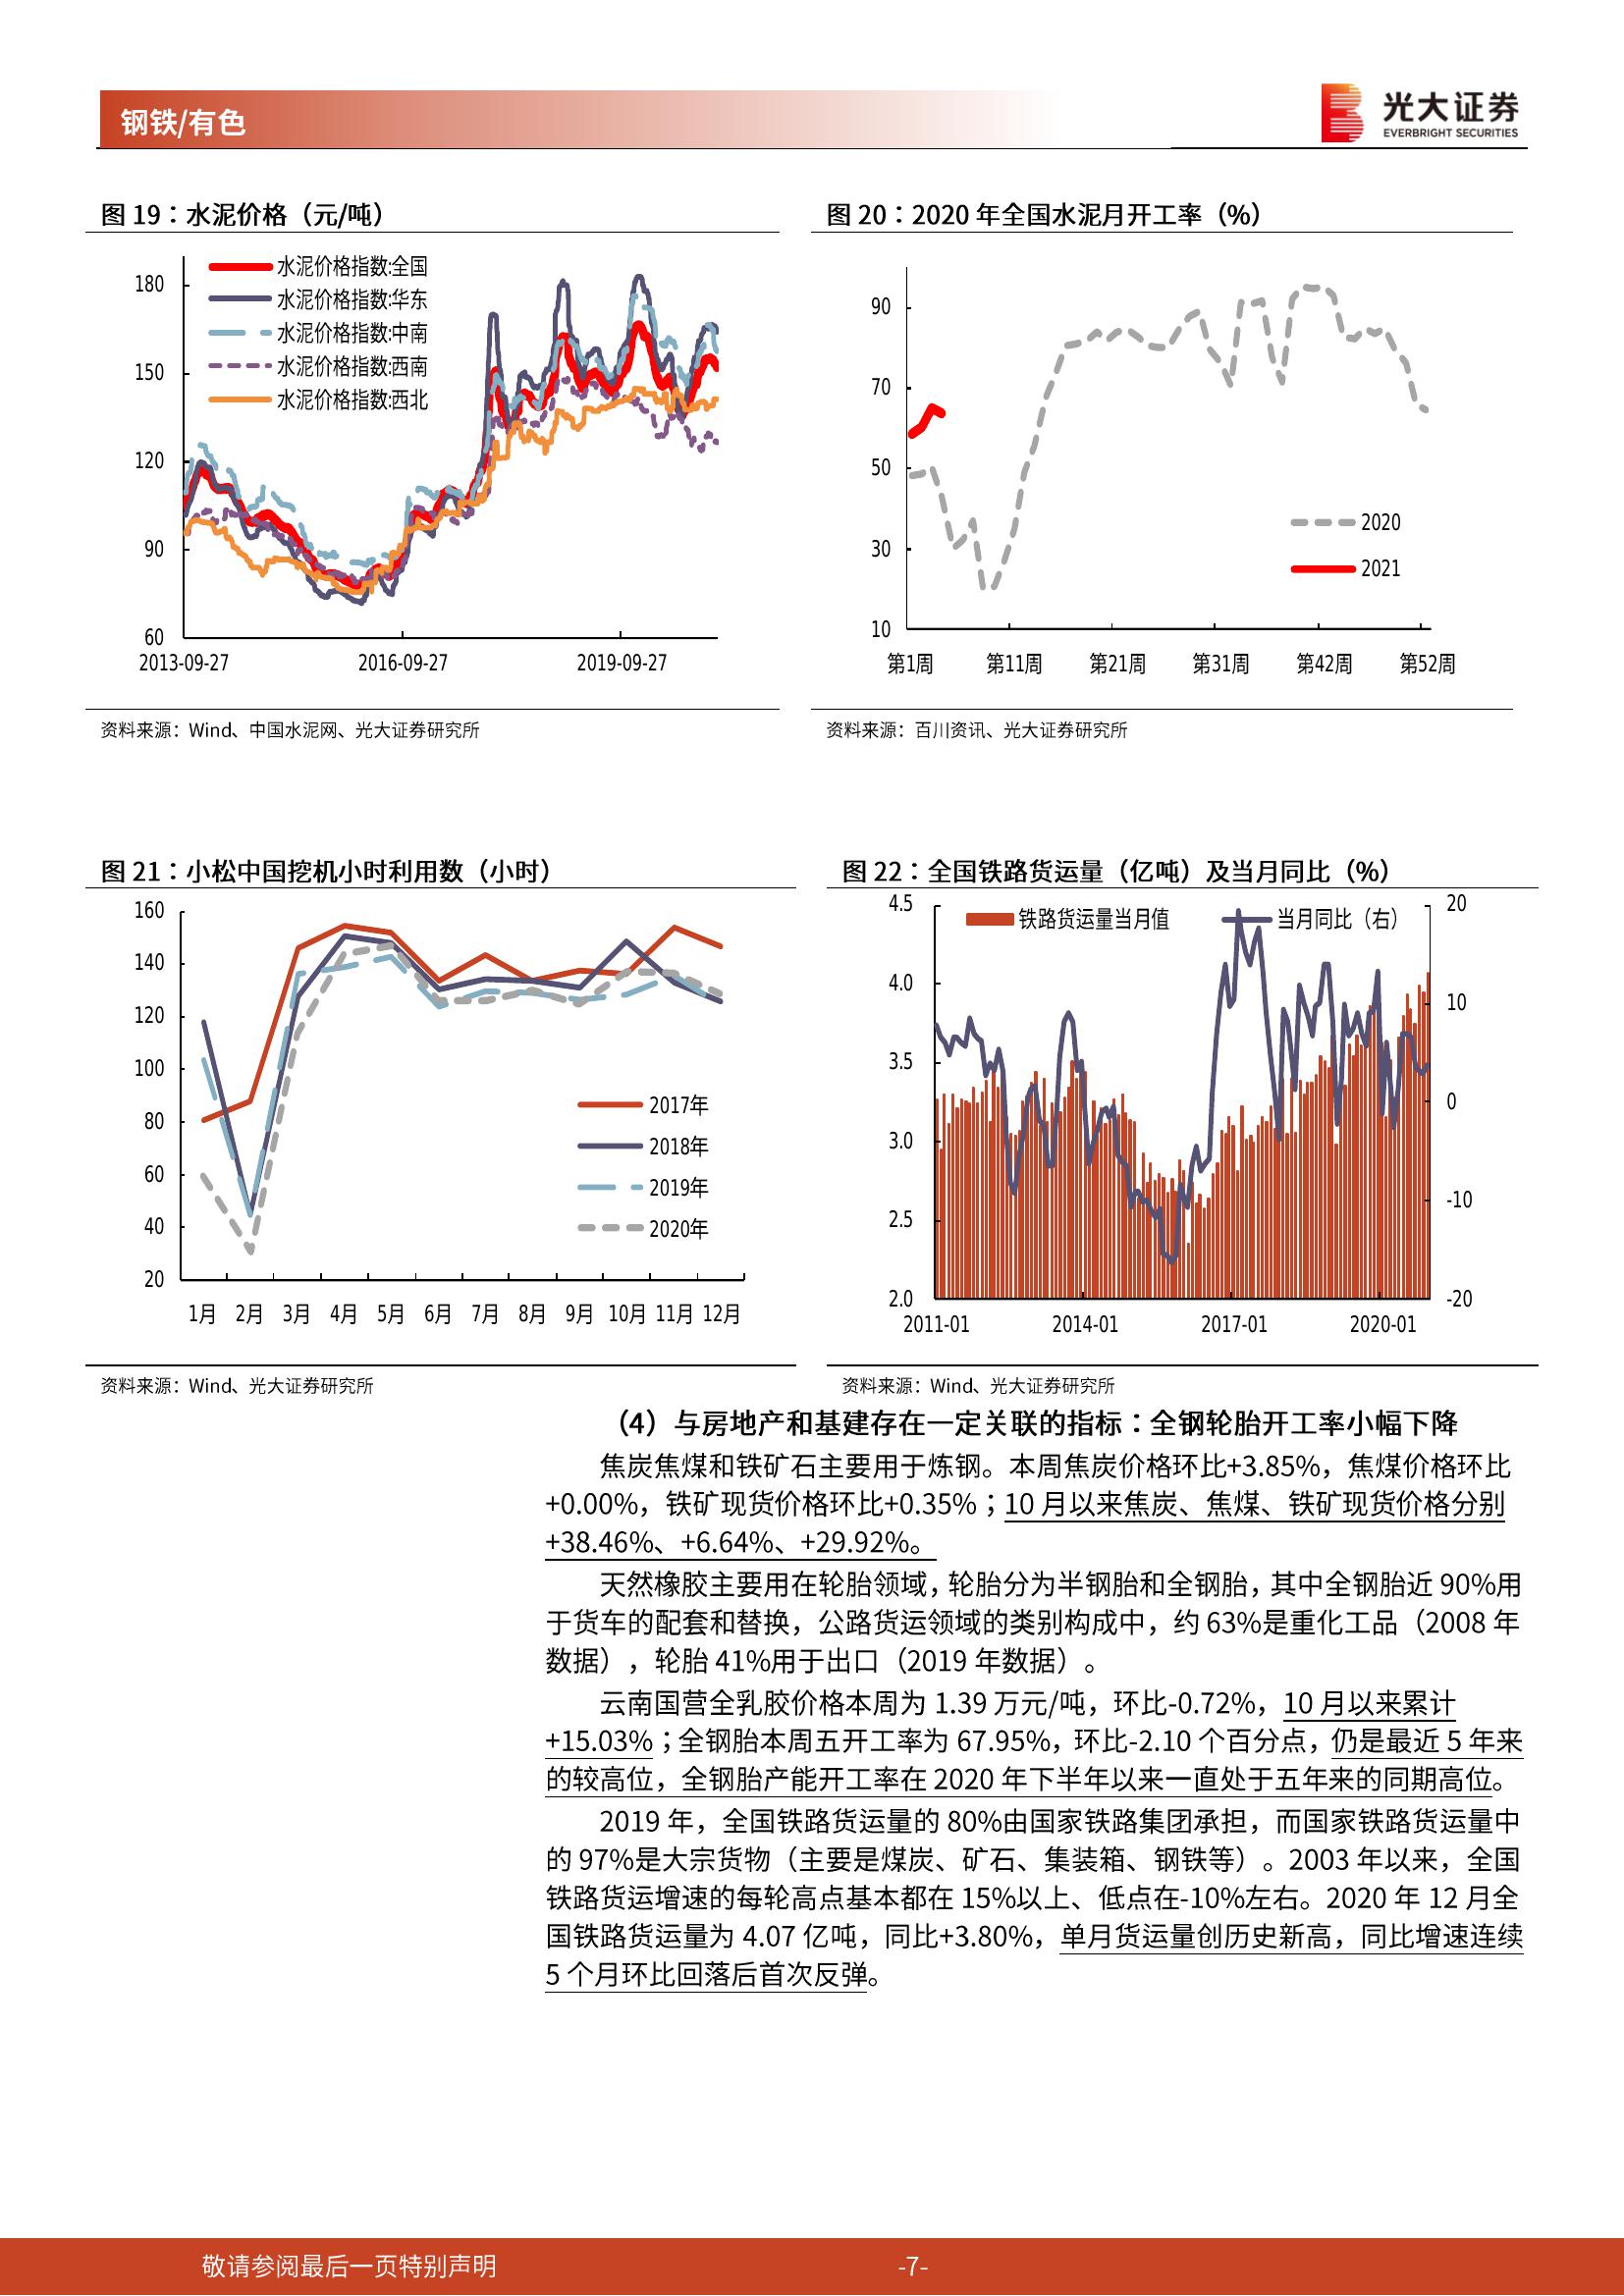 钢铁/有色
光大证券
EVERBRIGHT SECURITIES
图 19：水泥价格（元/吨）
水泥价格指数:全国
水泥价格指数:华东
水泥价格指数:中南
水泥价格指数:西南
水泥价格指数:西北
180
150
120
90
60
2013-09-27 2016-09-27 2019-09-27
资料来源：Wind、中国水泥网、光大证券研究所
图 20：2020 年全国水泥月开工率（%）
90
70
50
30
10
2020
2021
第1周 第11周 第21周 第31周 第42周 第52周
资料来源：百川资讯、光大证券研究所
图 21：小松中国挖机小时利用数（小时）
160
140
120
100
80
60
40
20
2017年
2018年
2019年
2020年
1月 2月 3月 4月 5月 6月 7月 8月 9月 10月 11月 12月
资料来源：Wind、光大证券研究所
图 22：全国铁路货运量（亿吨）及当月同比（%）
铁路货运量当月值 当月同比（右）
4.5
4.0
3.5
3.0
2.5
2.0
20
10
0
-10
-20
2011-01 2014-01 2017-01 2020-01
资料来源：Wind、光大证券研究所
（4）与房地产和基建存在一定关联的指标：全钢轮胎开工率小幅下降
焦炭焦煤和铁矿石主要用于炼钢。本周焦炭价格环比+3.85%，焦煤价格环比
+0.00%，铁矿现货价格环比+0.35%；10 月以来焦炭、焦煤、铁矿现货价格分别
+38.46%、+6.64%、+29.92%。
天然橡胶主要用在轮胎领域，轮胎分为半钢胎和全钢胎，其中全钢胎近 90%用
于货车的配套和替换，公路货运领域的类别构成中，约 63%是重化工品（2008 年
数据），轮胎 41%用于出口（2019 年数据）。
云南国营全乳胶价格本周为 1.39 万元/吨，环比-0.72%，10 月以来累计
+15.03%；全钢胎本周五开工率为 67.95%，环比-2.10 个百分点，仍是最近 5 年来
的较高位，全钢胎产能开工率在 2020 年下半年以来一直处于五年来的同期高位。
2019 年，全国铁路货运量的 80%由国家铁路集团承担，而国家铁路货运量中
的 97%是大宗货物（主要是煤炭、矿石、集装箱、钢铁等）。2003 年以来，全国
铁路货运增速的每轮高点基本都在 15%以上、低点在-10%左右。2020 年 12 月全
国铁路货运量为 4.07 亿吨，同比+3.80%，单月货运量创历史新高，同比增速连续
5 个月环比回落后首次反弹。
敬请参阅最后一页特别声明
-7-